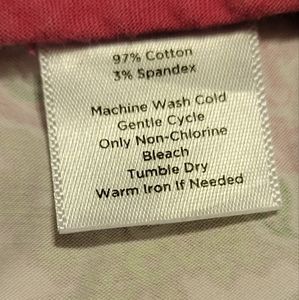 97% Cotton
3% Spandex
Machine Wash Cold
Gentle Cycle
Only Non-Chlorine
Bleach
Tumble Dry
Warm Iron If Needed